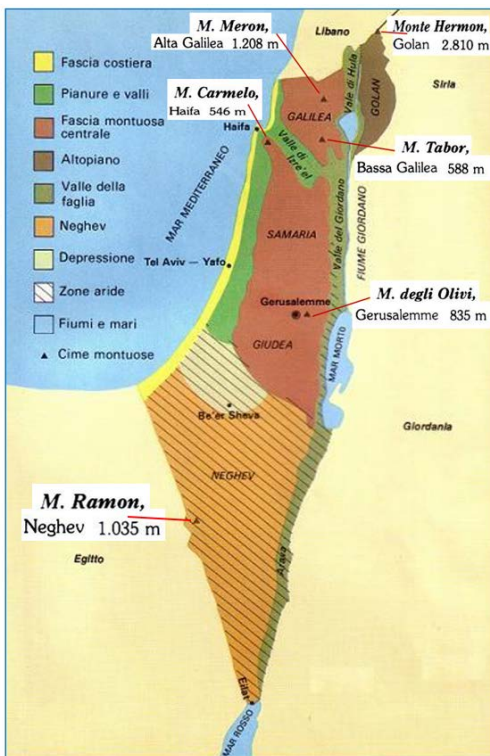 M. Meron,
Alta Galilea 1.208 m
Libano
Monte Hermon,
Golan 2.810 m
Siria
Fascia costiera
Pianure e valli
Fascia montuosa
centrale
Altopiano
Valle della
faglia
Neghev
Depressione
Zone aride
Fiumi e mari
Cime montuose
M. Carmelo,
Haifa 546 m
Haifa
GALILEA
Valle di Hula
GOLAN
M. Tabor,
Bassa Galilea 588 m
Valle di
Izre'el
MAR MEDITERRANEO
SAMARIA
Valle del Giordano
FIUME GIORDANO
Tel Aviv — Yafo
Gerusalemme
M. degli Olivi,
Gerusalemme 835 m
GIUDEA
MAR MORTO
Be'er Sheva
Giordania
NEGHEV
M. Ramon,
Neghev 1.035 m
Egitto
Arava
Eilat
MAR ROSSO